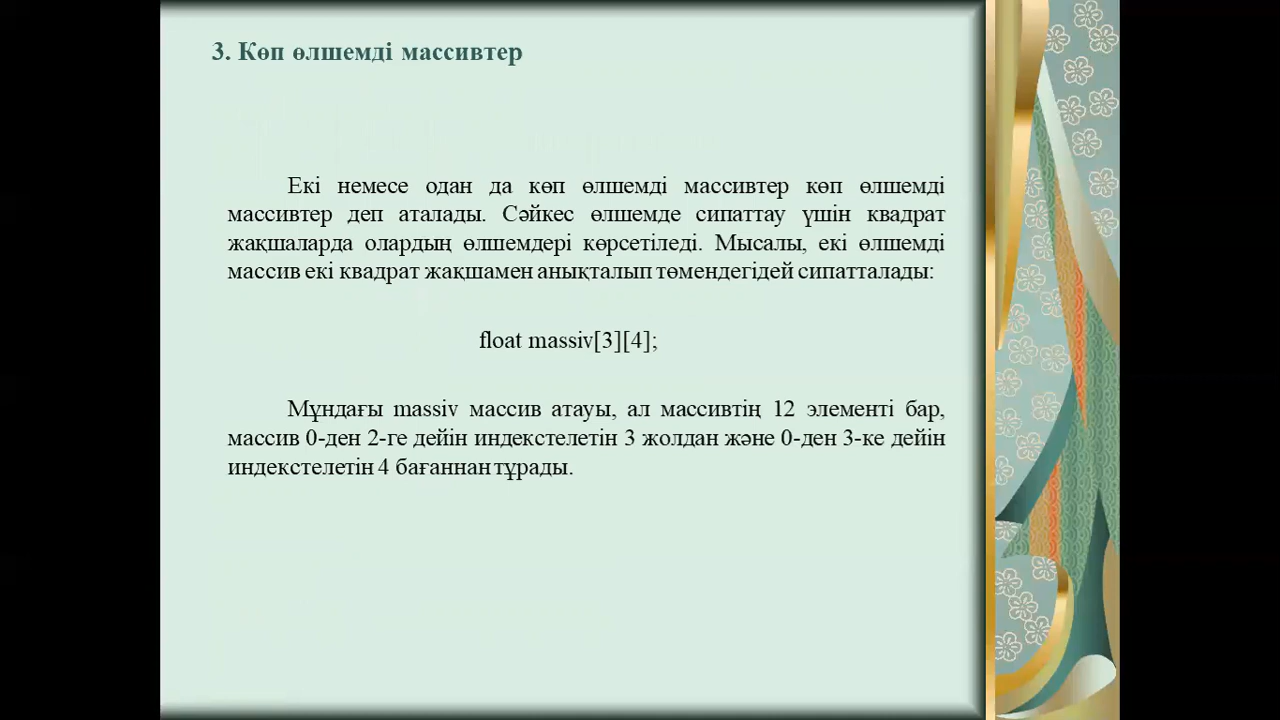 3. Көп өлшемді массивтер
Екі немесе одан да көп өлшемді массивтер көп өлшемді
массивтер деп аталады. Сәйкес өлшемде сипаттау үшін квадрат
жақшаларда олардың өлшемдері көрсетіледі. Мысалы, екі өлшемді
массив екі квадрат жақшамен анықталып төмендегідей сипатталады:
float massiv[3][4];
Мұндағы massiv массив атауы, ал массивтің 12 элементі бар,
массив 0-ден 2-ге дейін индекстелетін 3 жолдан және 0-ден 3-ке дейін
индекстелетін 4 бағаннан тұрады.